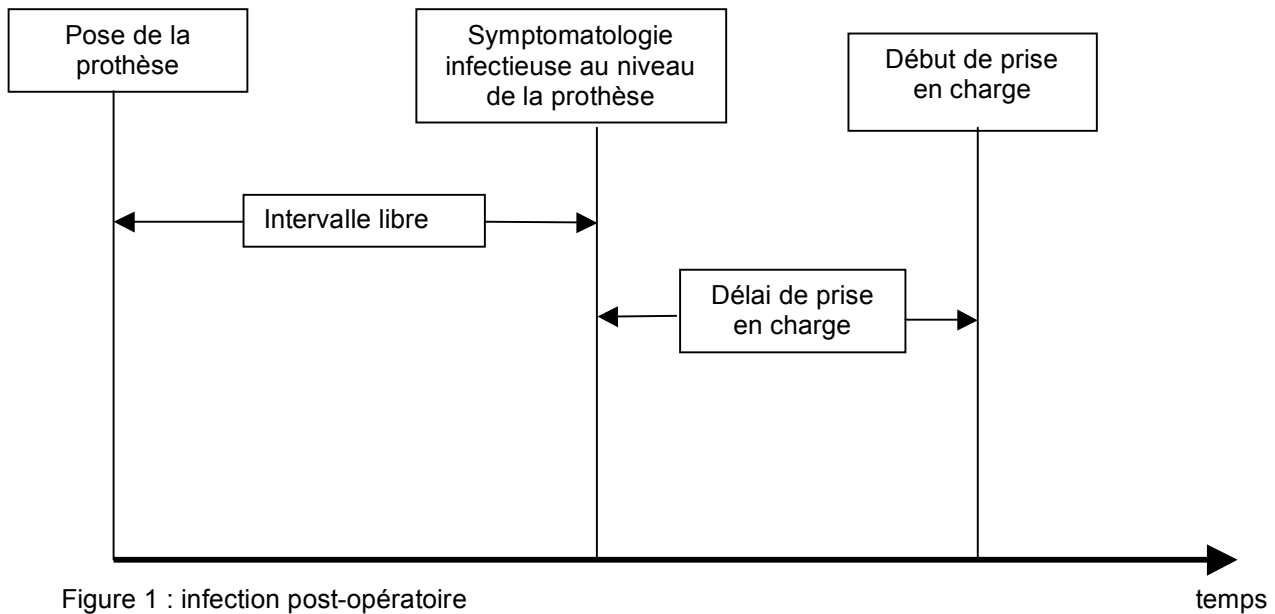 Pose de la
prothèse
Symptomatologie
infectieuse au niveau
de la prothèse
Début de prise
en charge
Intervalle libre
Délai de prise
en charge
Figure 1 : infection post-opératoire
temps